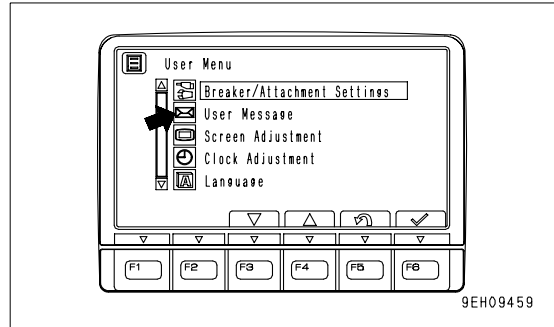 User Menu
Breaker/Attachment Settings
User Message
Screen Adjustment
Clock Adjustment
A Language
F1 F2 F3 F4 F5 F6
9EH09459